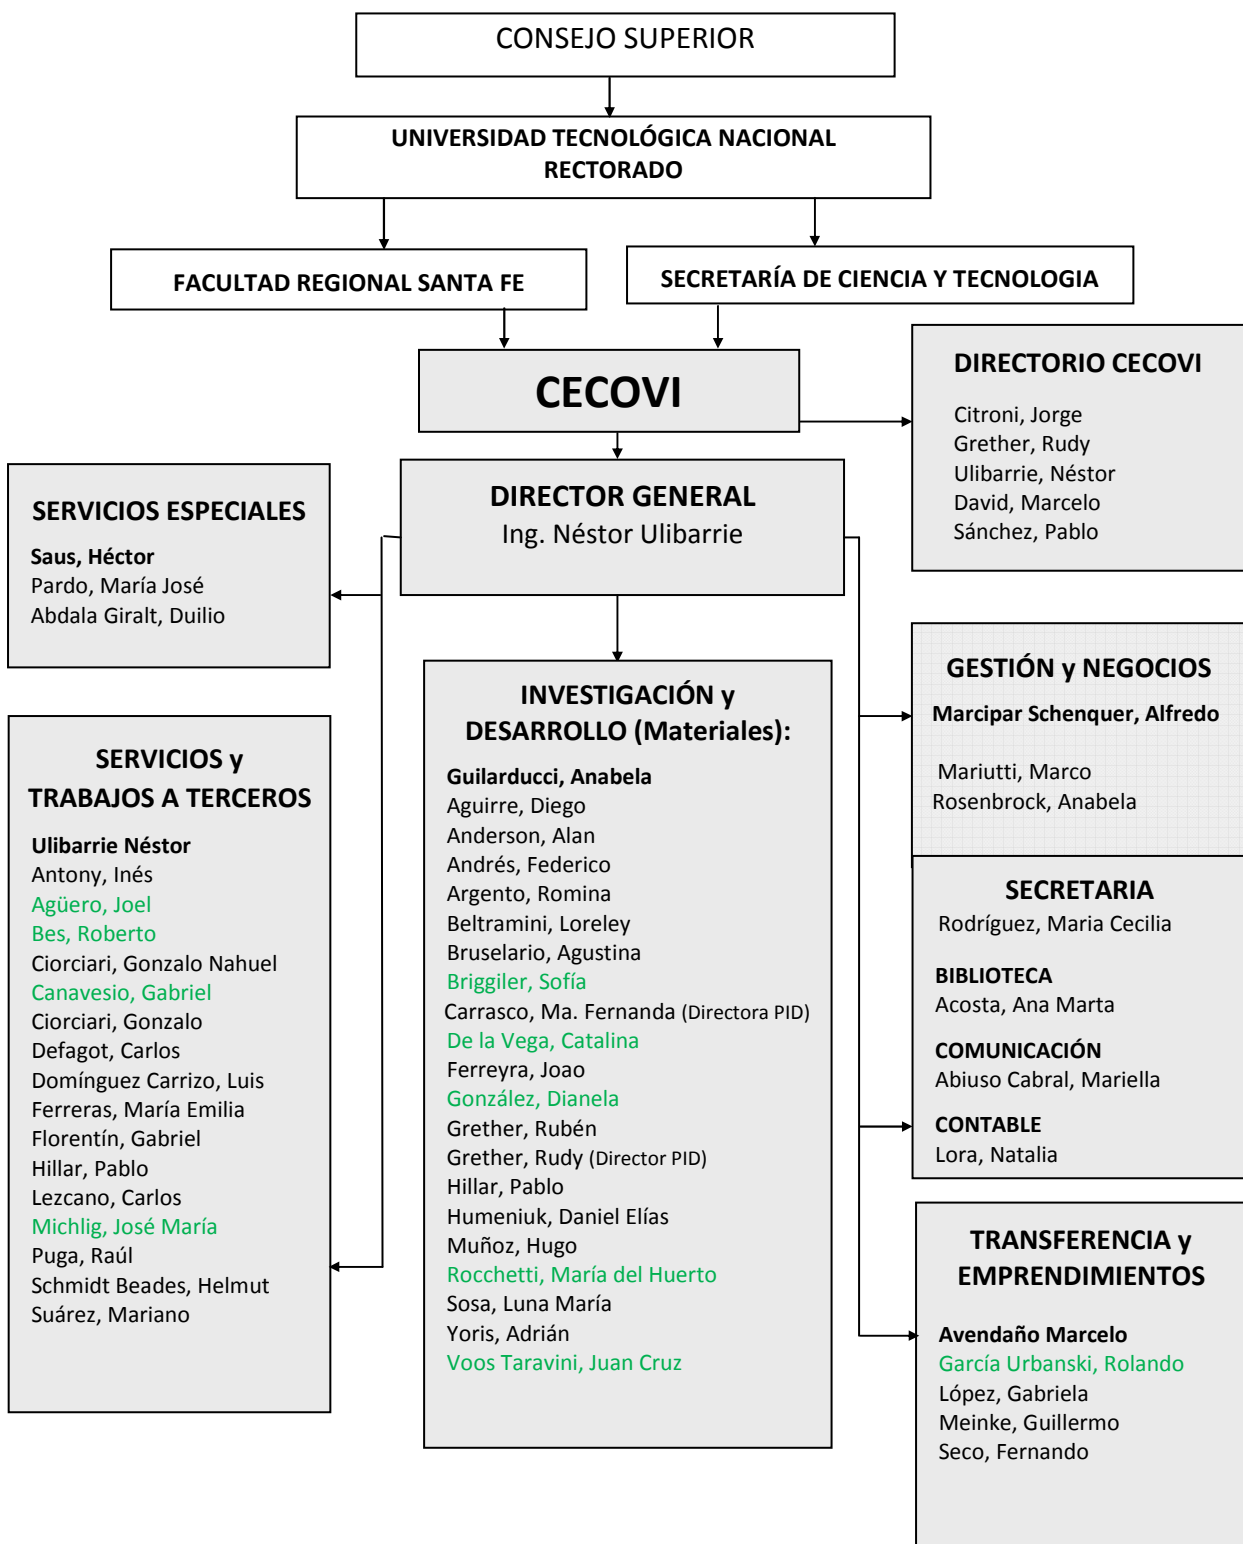 CONSEJO SUPERIOR
UNIVERSIDAD TECNOLÓGICA NACIONAL
RECTORADO
FACULTAD REGIONAL SANTA FE
SECRETARÍA DE CIENCIA Y TECNOLOGIA
CECOVI
DIRECTORIO CECOVI
Citroni, Jorge
Grether, Rudy
Ulibarrie, Néstor
David, Marcelo
Sánchez, Pablo
DIRECTOR GENERAL
Ing. Néstor Ulibarrie
SERVICIOS ESPECIALES
Saus, Héctor
Pardo, María José
Abdala Giralt, Duilio
SERVICIOS y
TRABAJOS A TERCEROS
Ulibarrie Néstor
Antony, Inés
Agüero, Joel
Bes, Roberto
Ciorciari, Gonzalo Nahuel
Canavesio, Gabriel
Ciorciari, Gonzalo
Defagot, Carlos
Domínguez Carrizo, Luis
Ferreras, María Emilia
Florentín, Gabriel
Hillar, Pablo
Lezcano, Carlos
Michlig, José María
Puga, Raúl
Schmidt Beades, Helmut
Suárez, Mariano
INVESTIGACIÓN y
DESARROLLO (Materiales):
Guilarducci, Anabela
Aguirre, Diego
Anderson, Alan
Andrés, Federico
Argento, Romina
Beltramini, Loreley
Bruselario, Agustina
Briggiler, Sofía
Carrasco, Ma. Fernanda (Directora PID)
De la Vega, Catalina
Ferreyra, Joao
González, Dianela
Grether, Rubén
Grether, Rudy (Director PID)
Hillar, Pablo
Humeniuk, Daniel Elías
Muñoz, Hugo
Rocchetti, María del Huerto
Sosa, Luna María
Yoris, Adrián
Voos Taravini, Juan Cruz
GESTIÓN y NEGOCIOS
Marcipar Schenquer, Alfredo
Mariutti, Marco
Rosenbrock, Anabela
SECRETARIA
Rodríguez, Maria Cecilia
BIBLIOTECA
Acosta, Ana Marta
COMUNICACIÓN
Abiuso Cabral, Mariella
CONTABLE
Lora, Natalia
TRANSFERENCIA y
EMPRENDIMIENTOS
Avendaño Marcelo
García Urbanski, Rolando
López, Gabriela
Meinke, Guillermo
Seco, Fernando